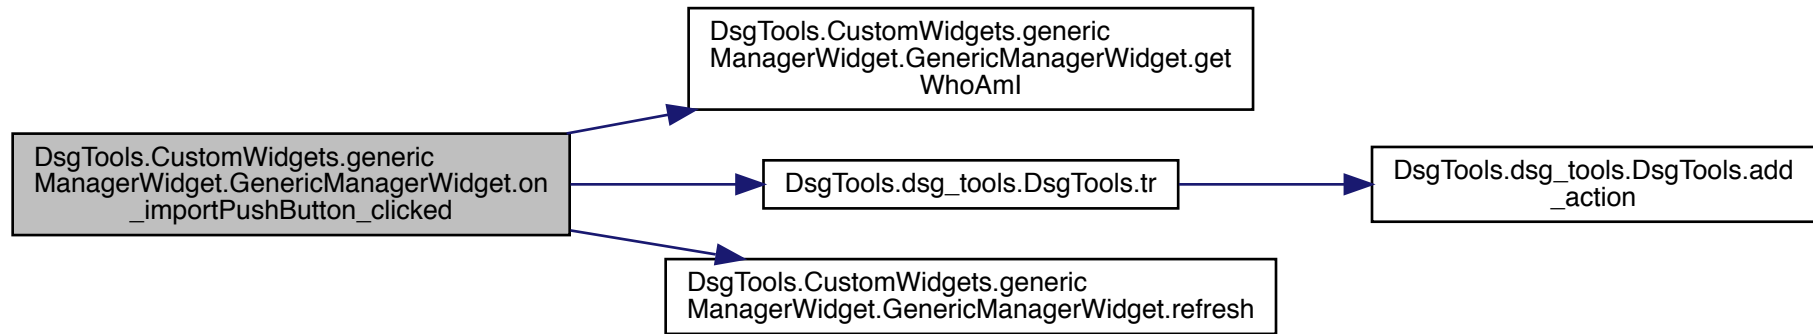 DsgTools.CustomWidgets.generic
ManagerWidget.GenericManagerWidget.on
_importPushButton_clicked
DsgTools.CustomWidgets.generic
ManagerWidget.GenericManagerWidget.get
WhoAmI
DsgTools.dsg_tools.DsgTools.tr
DsgTools.dsg_tools.DsgTools.add
_action
DsgTools.CustomWidgets.generic
ManagerWidget.GenericManagerWidget.refresh